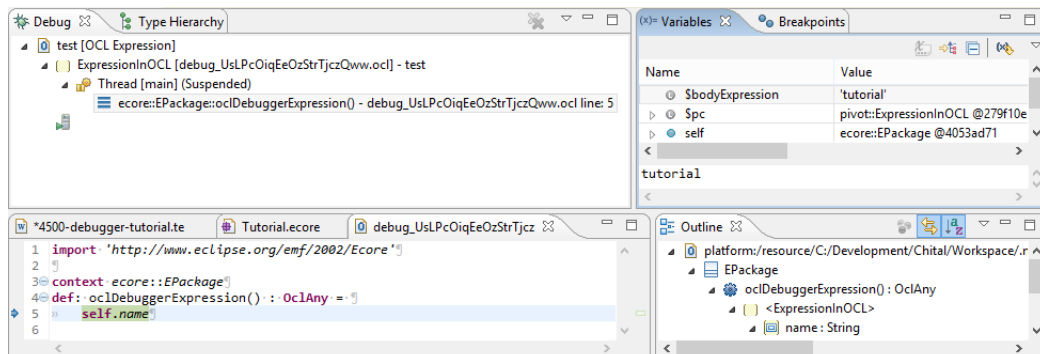 Debug
Type Hierarchy
test [OCL Expression]
ExpressionInOCL [debug_UsLPcOiqEeOzStrTjczQww.ocl] - test
Thread [main] (Suspended)
ecore::EPackage::oclDebuggerExpression() - debug_UsLPcOiqEeOzStrTjczQww.ocl line: 5
(x)= Variables
Breakpoints
Name Value
$bodyExpression 'tutorial'
$pc pivot::ExpressionInOCL @279f10e
self ecore::EPackage @4053ad71
tutorial
*4500-debugger-tutorial.te
Tutorial.ecore
debug_UsLPcOiqEeOzStrTjcz
1 import 'http://www.eclipse.org/emf/2002/Ecore'
2
3 context ecore::EPackage
4 def: oclDebuggerExpression() : OclAny =
5 self.name
6
Outline
platform:/resource/C:/Development/Chital/Workspace/.r
EPackage
oclDebuggerExpression() : OclAny
<ExpressionInOCL>
name : String